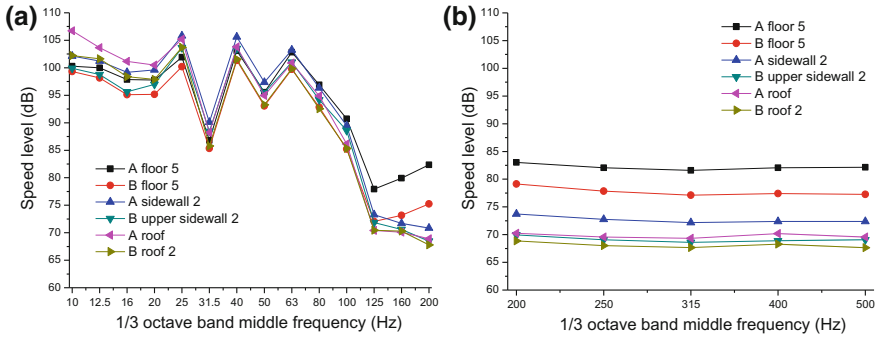 (a)
Speed level (dB)
110
105
100
95
90
85
80
75
70
65
60
A floor 5
B floor 5
A sidewall 2
B upper sidewall 2
A roof
B roof 2
10 12.5 16 20 25 31.5 40 50 63 80 100 125 160 200
1/3 octave band middle frequency (Hz)
(b)
Speed level (dB)
110
105
100
95
90
85
80
75
70
65
60
A floor 5
B floor 5
A sidewall 2
B upper sidewall 2
A roof
B roof 2
200 250 315 400 500
1/3 octave band middle frequency (Hz)